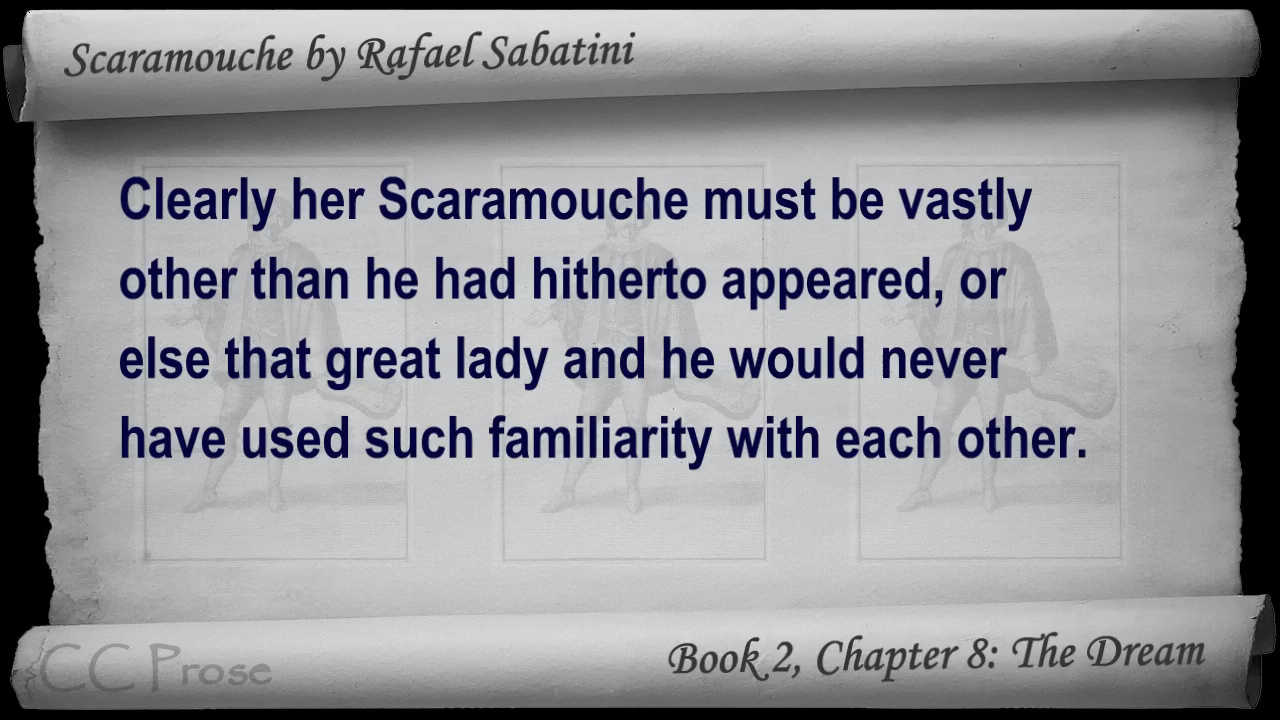 Scaramouche by Rafael Sabatini
Clearly her Scaramouche must be vastly
other than he had hitherto appeared, or
else that great lady and he would never
have used such familiarity with each other.
CC Prose
Book 2, Chapter 8: The Dream